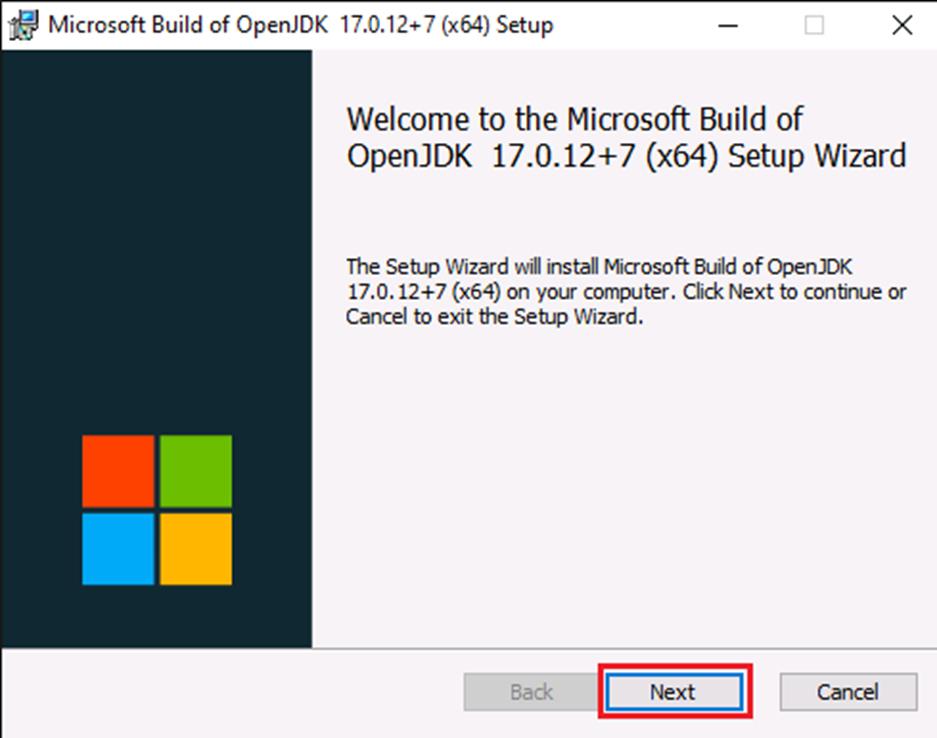 Microsoft Build of OpenJDK  17.0.12+7 (x64) Setup
Welcome to the Microsoft Build of
OpenJDK  17.0.12+7 (x64) Setup Wizard
The Setup Wizard will install Microsoft Build of OpenJDK
17.0.12+7 (x64) on your computer. Click Next to continue or
Cancel to exit the Setup Wizard.
Back
Next
Cancel